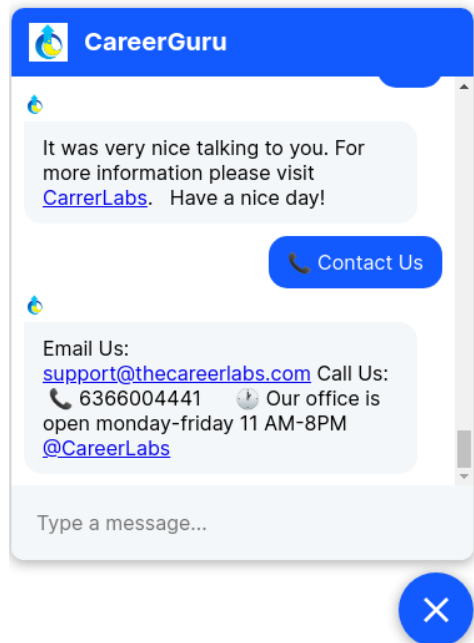 CareerGuru
It was very nice talking to you. For
more information please visit
CarrerLabs. Have a nice day!
📞 Contact Us
Email Us:
support@thecareerlabs.com Call Us:
📞 6366004441 🕐 Our office is
open monday-friday 11 AM-8PM
@CareerLabs
Type a message...